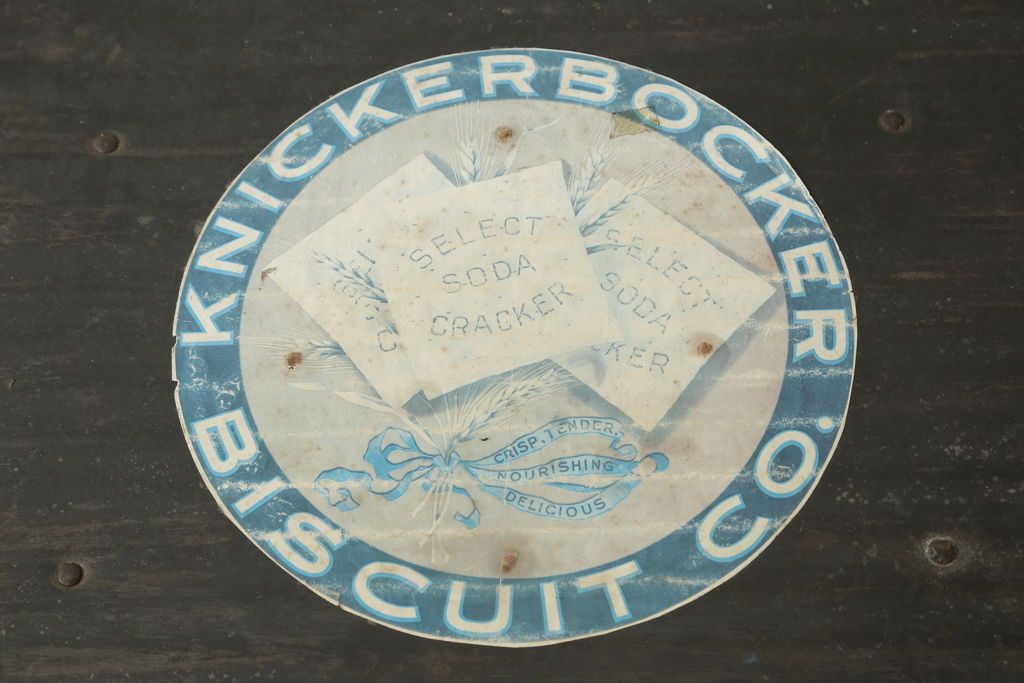 KNICKERBOCKER
BISCUIT CO.
SELECT
SODA
CRACKER
SELECT
SODA
CKER
CRISP, TENDER,
NOURISHING
DELICIOUS